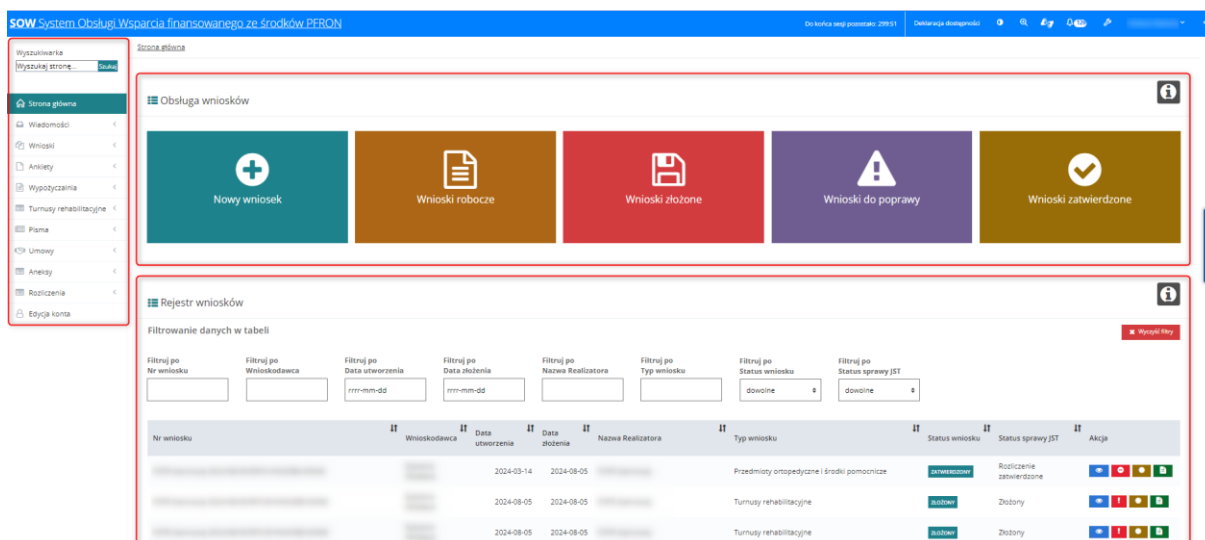 SOW System Obsługi Wsparcia finansowanego ze środków PFRON
Do końca sesji pozostało: 299:51
Deklaracja dostępności
Wyszukiwarka
Wyszukaj stronę...
Szukaj
Strona główna
Wiadomości
Wnioski
Ankiety
Wypożyczalnia
Turnusy rehabilitacyjne
Pisma
Umowy
Aneksy
Rozliczenia
Edycja konta
Strona główna
Obsługa wniosków
Nowy wniosek
Wnioski robocze
Wnioski złożone
Wnioski do poprawy
Wnioski zatwierdzone
Rejestr wniosków
Filtrowanie danych w tabeli
Wyczyść filtry
Filtruj po Nr wniosku
Filtruj po Wnioskodawca
Filtruj po Data utworzenia
rrrr-mm-dd
Filtruj po Data złożenia
rrrr-mm-dd
Filtruj po Nazwa Realizatora
Filtruj po Typ wniosku
Filtruj po Status wniosku
dowolne
Filtruj po Status sprawy JST
dowolne
Nr wniosku Wnioskodawca Data utworzenia Data złożenia Nazwa Realizatora Typ wniosku Status wniosku Status sprawy JST Akcja
2024-03-14 2024-08-05 Przedmioty ortopedyczne i środki pomocnicze ZATWIERDZONY Rozliczenie zatwierdzone
2024-08-05 2024-08-05 Turnusy rehabilitacyjne ZŁOŻONY Złożony
2024-08-05 2024-08-05 Turnusy rehabilitacyjne ZŁOŻONY Złożony